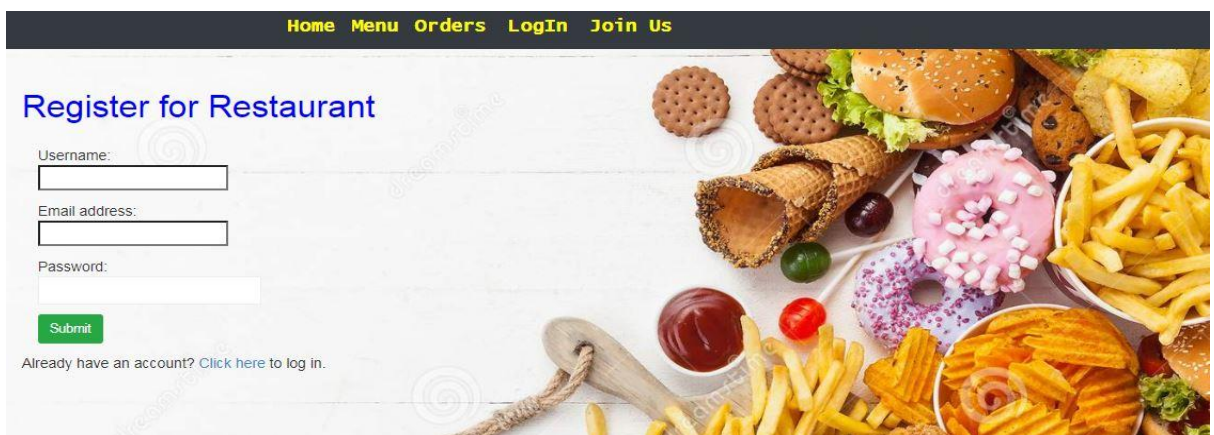 Home Menu Orders LogIn Join Us
Register for Restaurant
Username:
Email address:
Password:
Submit
Already have an account? Click here to log in.